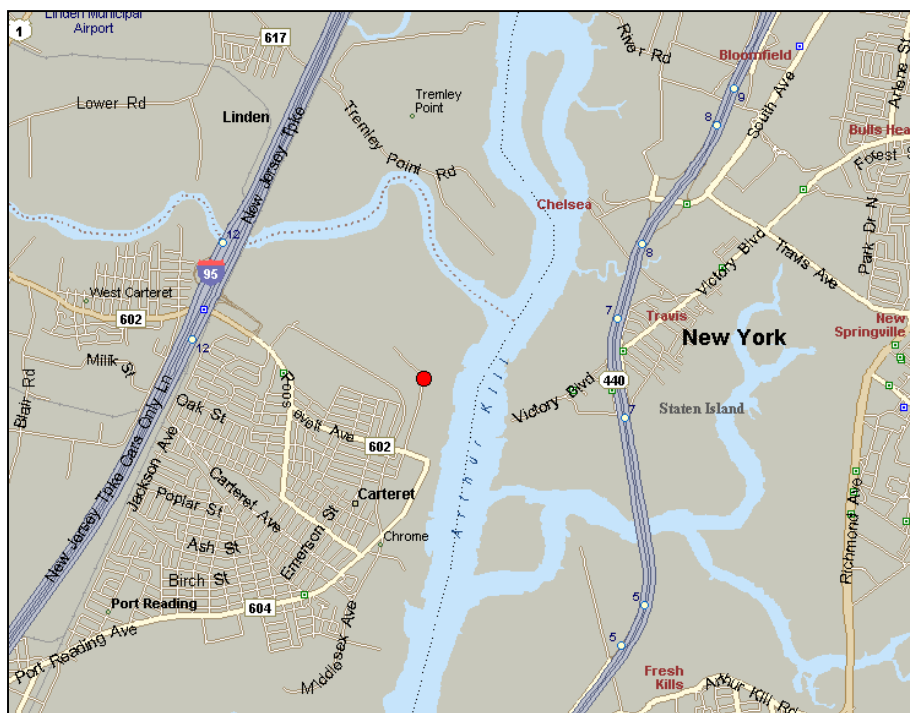 Linden Municipal
Airport
1
617
River Rd
Bloomfield
9
8
South Ave
Arlene St
Lower Rd
Linden
Tremley
Point
Tremley Point Rd
New Jersey Tpke
Bulls Hea
Forest S
Chelsea
12
95
8
Victory Blvd
Travis Ave
Park Dr N
West Carteret
602
12
7
Travis
New York
New
Springville
Milik St
Blair Rd
Roosevelt Ave
Victory Blvd
440
7
Staten Island
Oak St
Jackson Ave
602
Arthur Kill
New Jersey Tpke Cars Only Ln
Carteret Ave
Carteret
Poplar St
Emerson St
Chrome
Ash St
Birch St
Richmond Ave
Port Reading
604
5
Middlesex Ave
Port Reading Ave
5
Fresh
Kills
Arthur Kill Rd